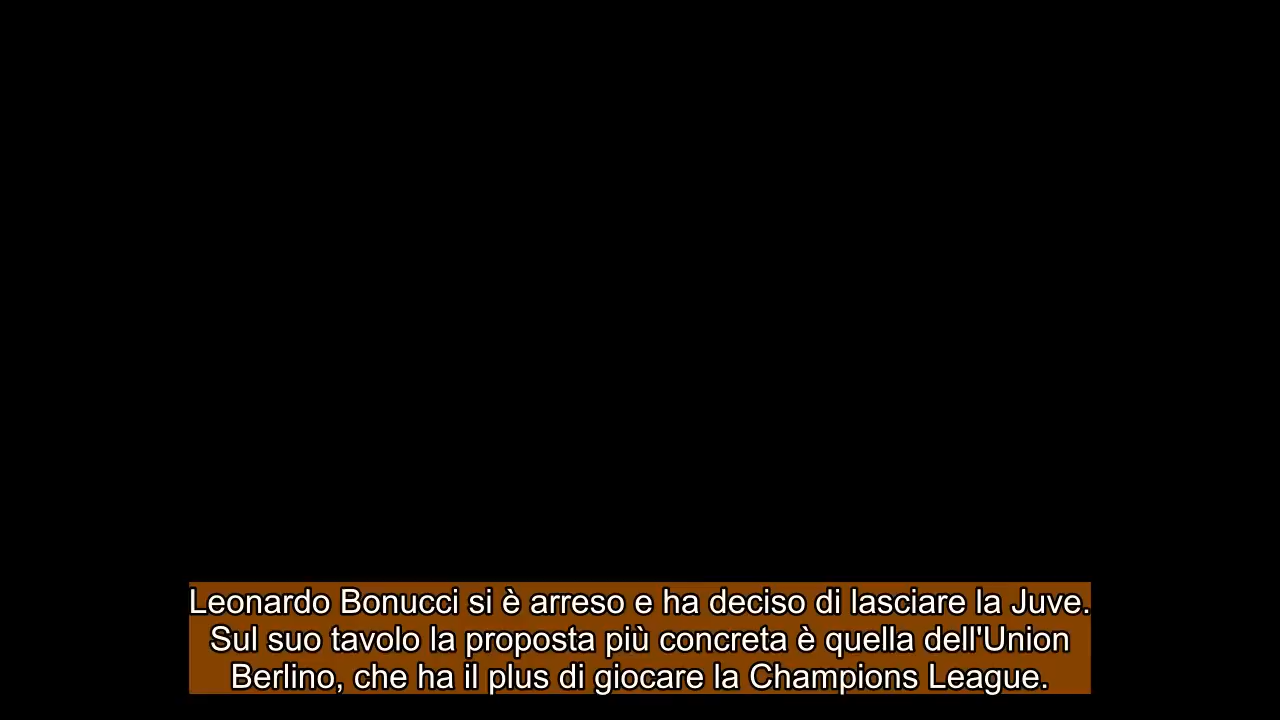 Leonardo Bonucci si è arreso e ha deciso di lasciare la Juve.
Sul suo tavolo la proposta più concreta è quella dell'Union
Berlino, che ha il plus di giocare la Champions League.